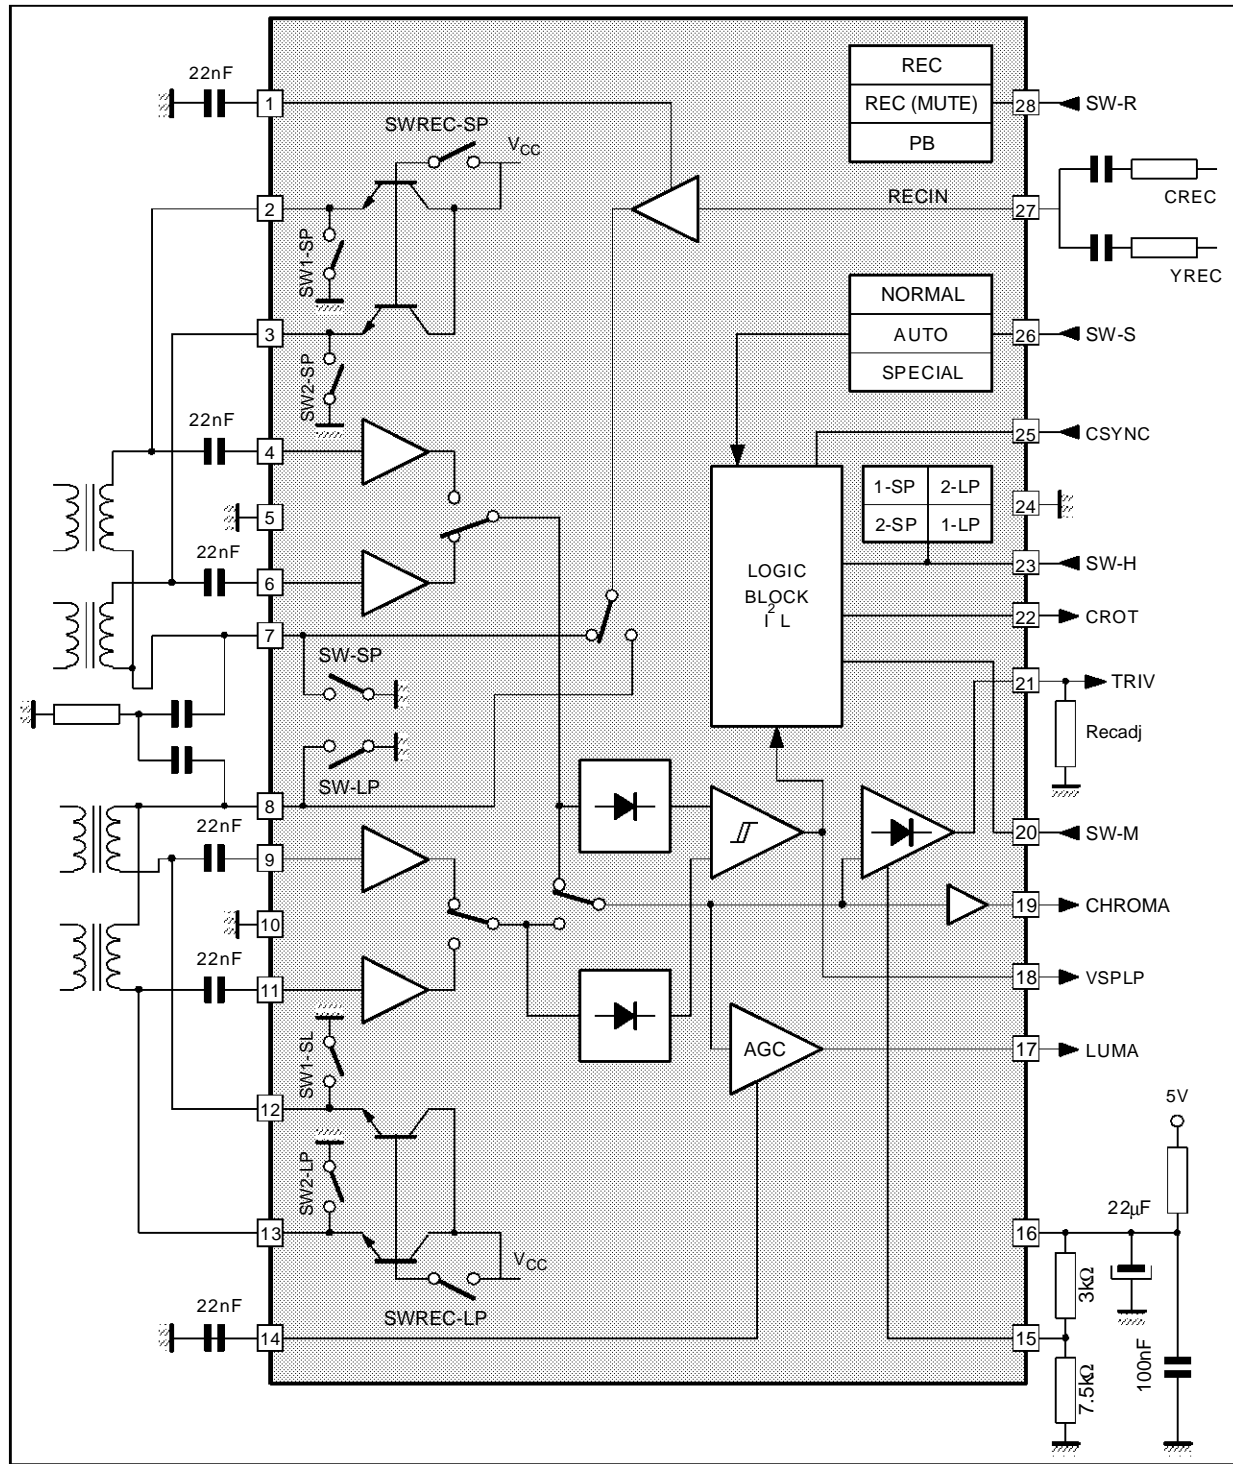 22nF
1
SWREC-SP
VCC
REC
REC (MUTE)
PB
28
SW-R
2
SW1-SP
RECIN
27
CREC
YREC
3
SW2-SP
NORMAL
AUTO
SPECIAL
26
SW-S
22nF
4
25
CSYNC
5
1-SP
2-LP
2-SP
1-LP
24
22nF
6
LOGIC
BLOCK
I²L
23
SW-H
22
CROT
7
SW-SP
21
TRIV
Recadj
SW-LP
8
22nF
9
20
SW-M
10
19
CHROMA
22nF
11
18
VSPLP
SW1-SL
AGC
17
LUMA
12
5V
SW2-LP
13
VCC
16
22µF
3kΩ
22nF
14
SWREC-LP
15
7.5kΩ
100nF